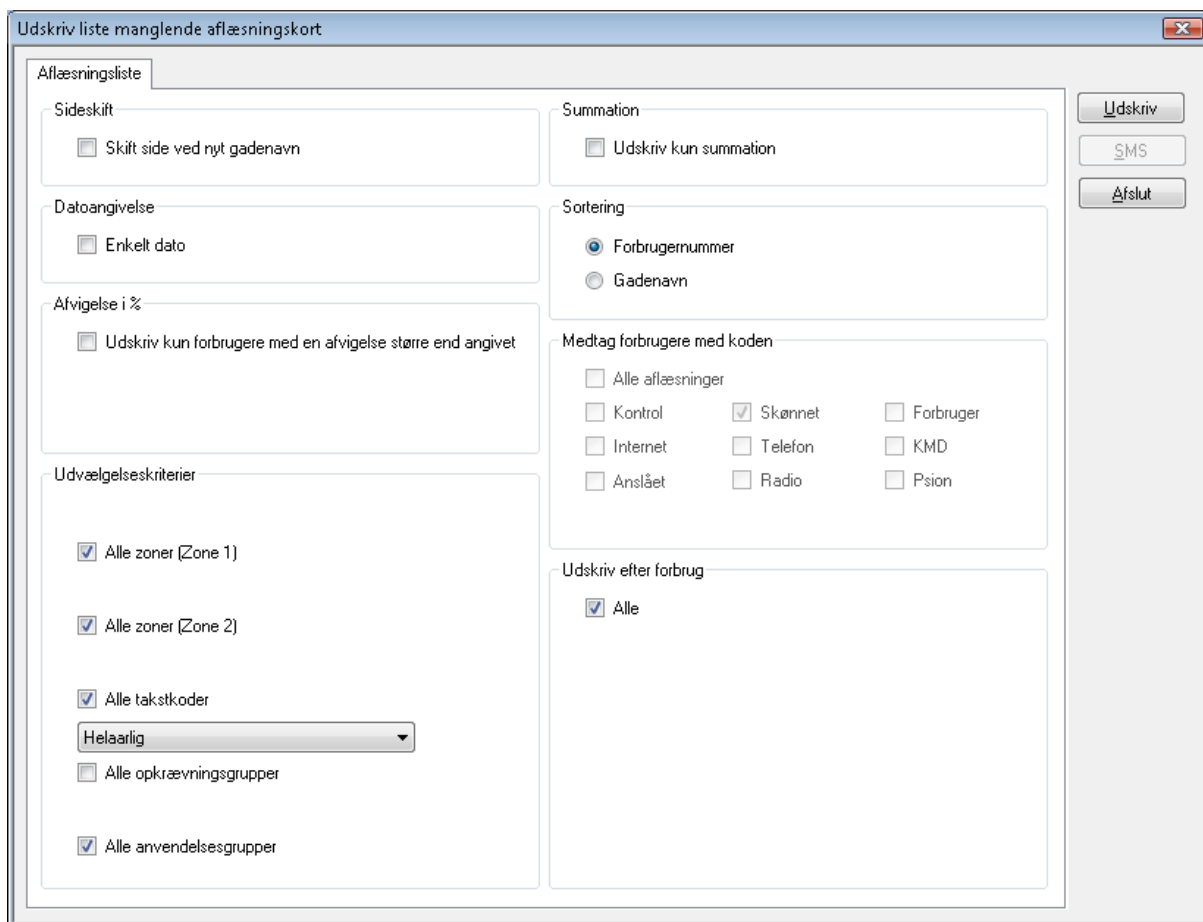 Udskriv liste manglende aflæsningskort
Aflæsningsliste
Sideskift
Skift side ved nyt gadenavn
Datoangivelse
Enkelt dato
Afvigelse i %
Udskriv kun forbrugere med en afvigelse større end angivet
Udvælgelseskriterier
Alle zoner (Zone 1)
Alle zoner (Zone 2)
Alle takstkoder
Helaarlig
Alle opkrævningsgrupper
Alle anvendelsesgrupper
Summation
Udskriv kun summation
Sortering
Forbrugernummer
Gadenavn
Medtag forbrugere med koden
Alle aflæsninger
Kontrol Skønnet Forbruger
Internet Telefon KMD
Anslået Radio Psion
Udskriv efter forbrug
Alle
Udskriv
SMS
Afslut